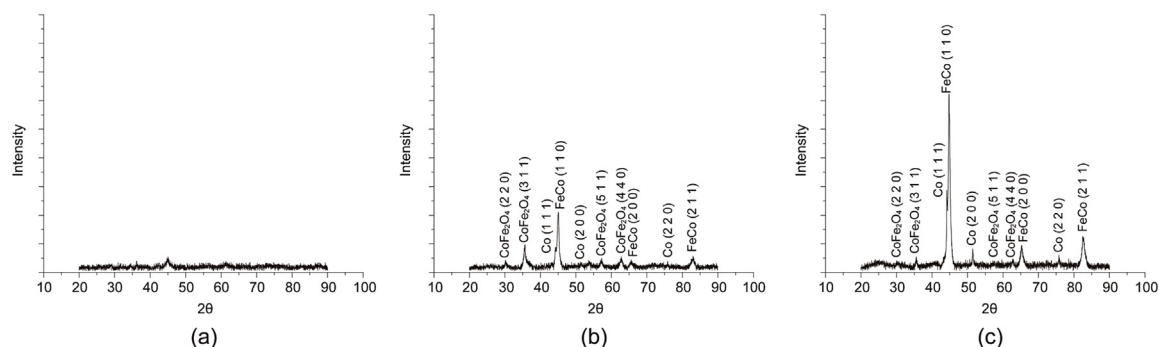 Intensity
10 20 30 40 50 60 70 80 90 100
2θ
(a)
Intensity
CoFe₂O₄ (2 2 0)
CoFe₂O₄ (3 1 1)
Co (1 1 1)
FeCo (1 1 0)
Co (2 0 0)
CoFe₂O₄ (5 1 1)
CoFe₂O₄ (4 4 0)
FeCo (2 0 0)
Co (2 2 0)
FeCo (2 1 1)
10 20 30 40 50 60 70 80 90 100
2θ
(b)
Intensity
CoFe₂O₄ (2 2 0)
CoFe₂O₄ (3 1 1)
Co (1 1 1)
FeCo (1 1 0)
Co (2 0 0)
CoFe₂O₄ (5 1 1)
CoFe₂O₄ (4 4 0)
FeCo (2 0 0)
Co (2 2 0)
FeCo (2 1 1)
10 20 30 40 50 60 70 80 90 100
2θ
(c)